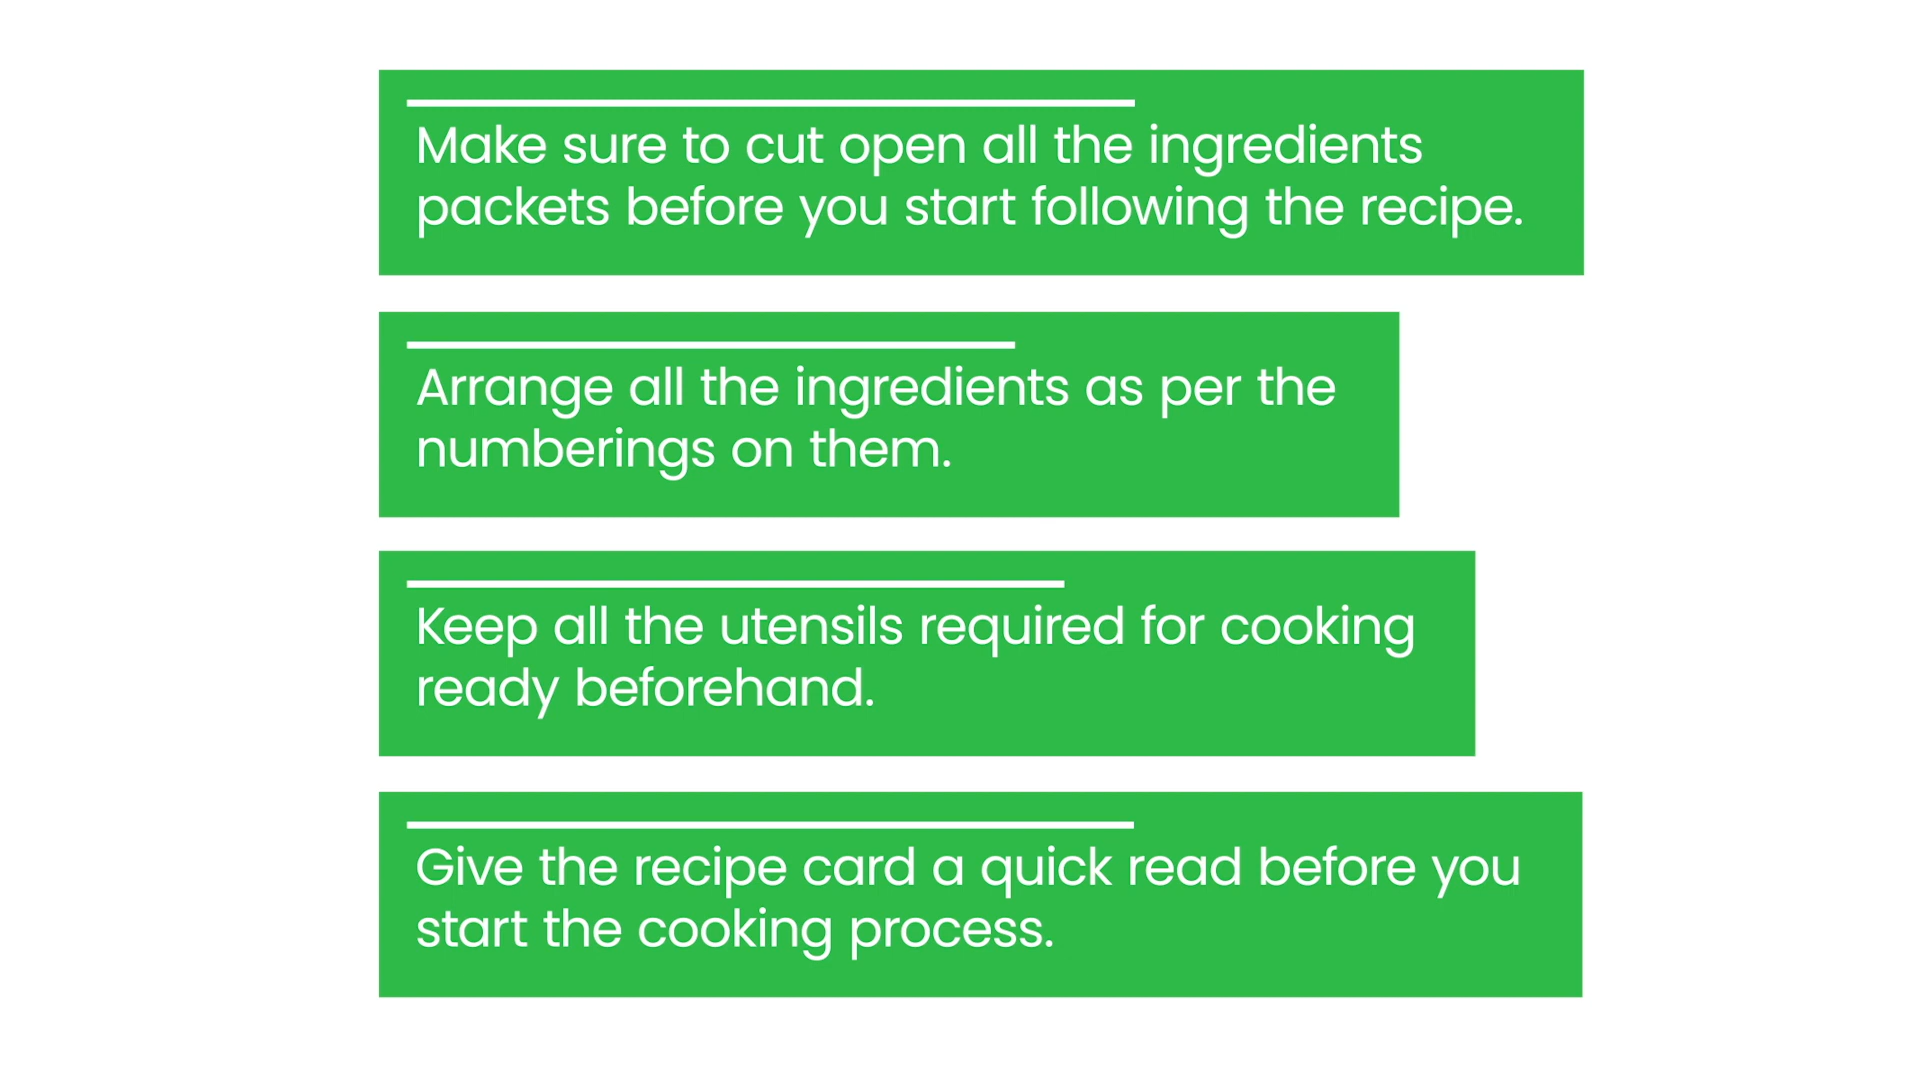 Make sure to cut open all the ingredients
packets before you start following the recipe.
Arrange all the ingredients as per the
numberings on them.
Keep all the utensils required for cooking
ready beforehand.
Give the recipe card a quick read before you
start the cooking process.